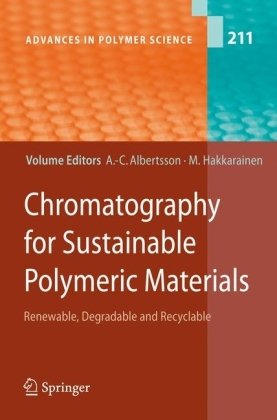 ADVANCES IN POLYMER SCIENCE 211
Volume Editors A.-C. Albertsson · M. Hakkarainen
Chromatography
for Sustainable
Polymeric Materials
Renewable, Degradable and Recyclable
Springer